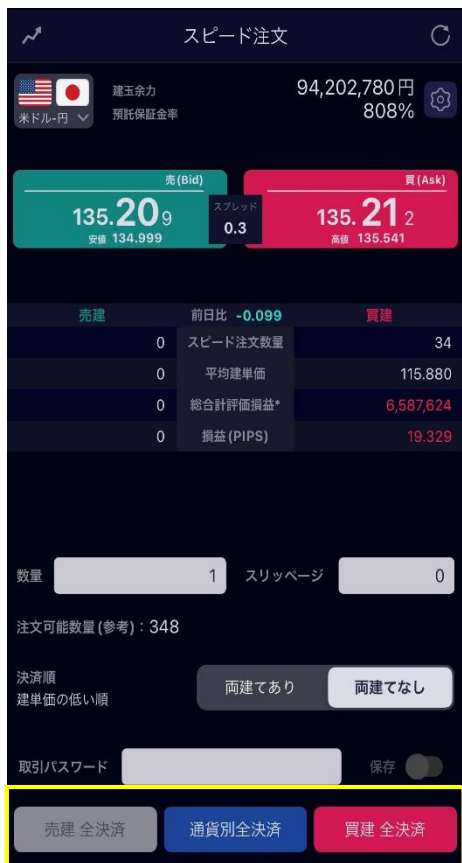 スピード注文
米ドル-円
建玉余力 94,202,780円
預託保証金率 808%
売(Bid) 買(Ask)
135.209 スプレッド 135.212
安値 134.999 0.3 高値 135.541
売建 前日比 -0.099 買建
0 スピード注文数量 34
0 平均建単価 115.880
0 総合計評価損益* 6,587,624
0 損益(PIPS) 19.329
数量 1 スリッページ 0
注文可能数量(参考):348
決済順
建単価の低い順
両建てあり 両建てなし
取引パスワード 保存
売建 全決済 通貨別全決済 買建 全決済